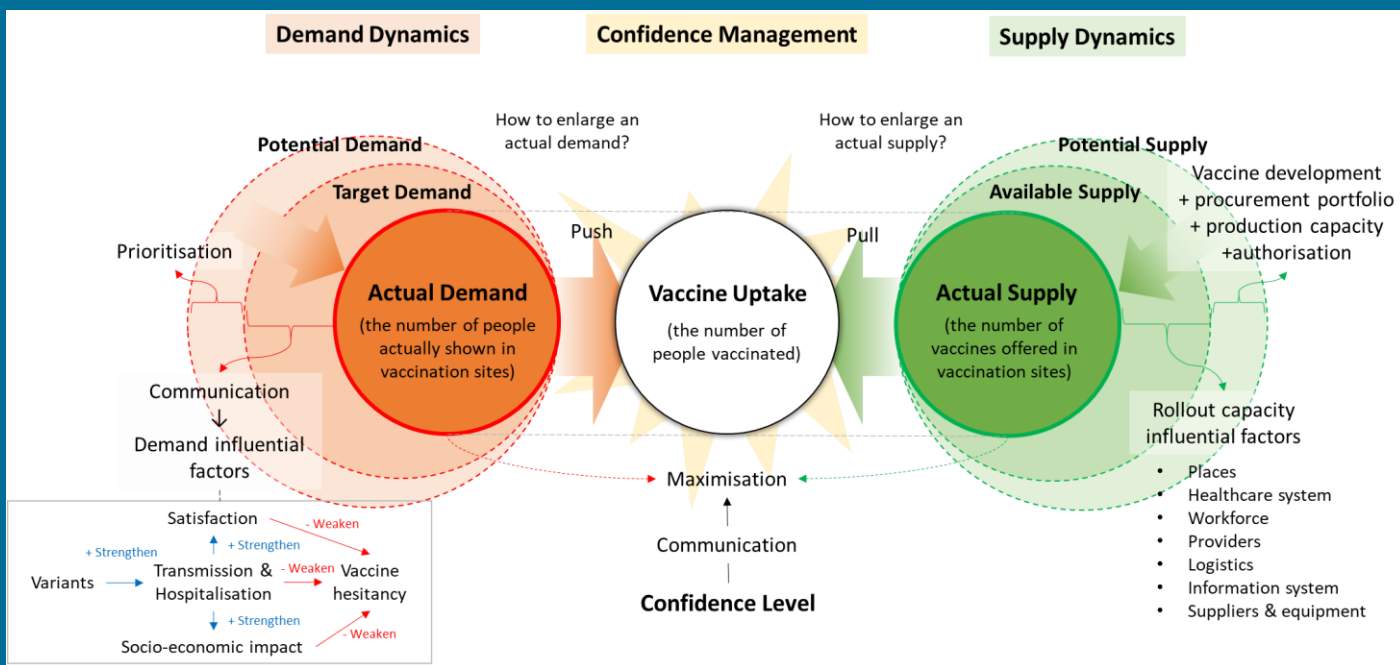 Demand Dynamics
Confidence Management
Supply Dynamics
How to enlarge an
actual demand?
How to enlarge an
actual supply?
Potential Demand
Target Demand
Prioritisation
Actual Demand
(the number of people
actually shown in
vaccination sites)
Push
Vaccine Uptake
(the number of
people vaccinated)
Pull
Potential Supply
Available Supply
Actual Supply
(the number of
vaccines offered in
vaccination sites)
Vaccine development
+ procurement portfolio
+ production capacity
+authorisation
Communication
Demand influential
factors
Maximisation
Communication
Confidence Level
Rollout capacity
influential factors
• Places
• Healthcare system
• Workforce
• Providers
• Logistics
• Information system
• Suppliers & equipment
Satisfaction
- Weaken
+ Strengthen
+ Strengthen
Variants
Transmission &
Hospitalisation
- Weaken
Vaccine
hesitancy
+ Strengthen
- Weaken
Socio-economic impact